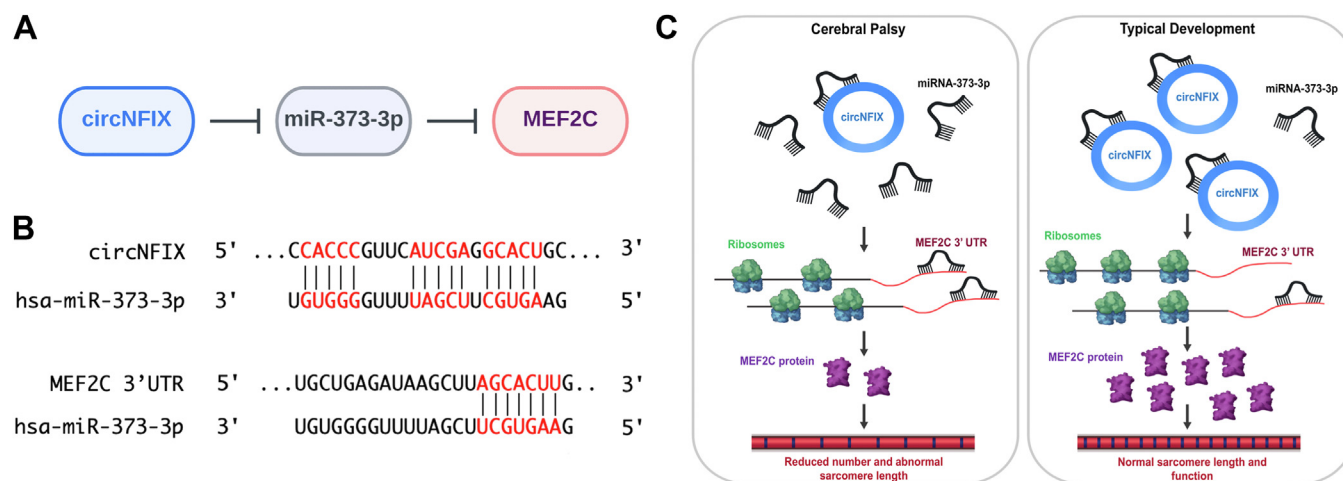 A
circNFIX
miR-373-3p
MEF2C
B
circNFIX 5' ...CCACCCGUUCAUCGAGGCACUGC... 3'
hsa-miR-373-3p 3' UGUGGGGUUUUAGCUUCGUGAAG 5'
MEF2C 3'UTR 5' ...UGCUGAGAUAAGCUUAGCACUUG.. 3'
hsa-miR-373-3p 3' UGUGGGGUUUUAGCUUCGUGAAG 5'
C
Cerebral Palsy
miRNA-373-3p
circNFIX
Ribosomes
MEF2C 3' UTR
MEF2C protein
Reduced number and abnormal
sarcomere length
Typical Development
miRNA-373-3p
circNFIX
circNFIX
circNFIX
Ribosomes
MEF2C 3' UTR
MEF2C protein
Normal sarcomere length and
function